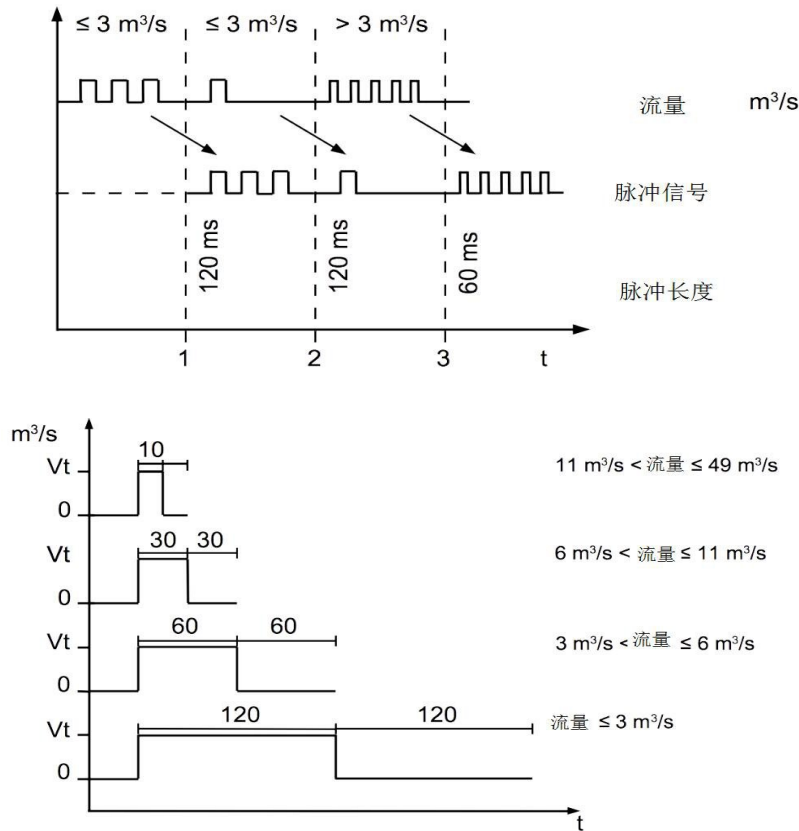 ≤ 3 m³/s ≤ 3 m³/s > 3 m³/s
流量 m³/s
脉冲信号
120 ms 120 ms 60 ms
脉冲长度
1 2 3 t
m³/s
10
Vt 11 m³/s < 流量 ≤ 49 m³/s
0
30 30
Vt 6 m³/s < 流量 ≤ 11 m³/s
0
60 60
Vt 3 m³/s < 流量 ≤ 6 m³/s
0
120 120
Vt 流量 ≤ 3 m³/s
0
t